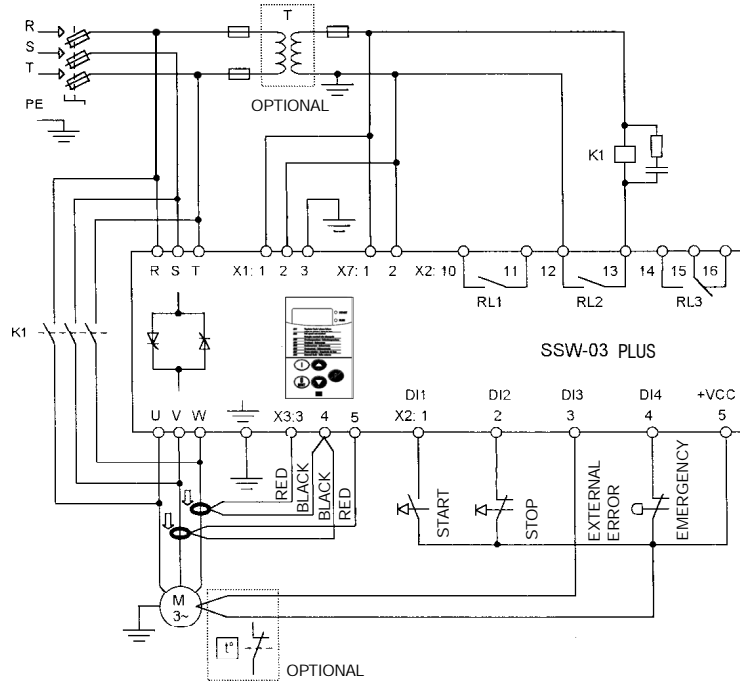 T
R
S
T
PE
OPTIONAL
K1
R S T X1: 1 2 3 X7: 1 2 X2: 10 11 12 13 14 15 16
RL1 RL2 RL3
K1
SSW-03 PLUS
DI1 DI2 DI3 DI4 +VCC
U V W X3:3 4 5 X2: 1 2 3 4 5
RED
BLACK
BLACK
RED
START
STOP
EXTERNAL
ERROR
EMERGENCY
M
3~
t°
OPTIONAL